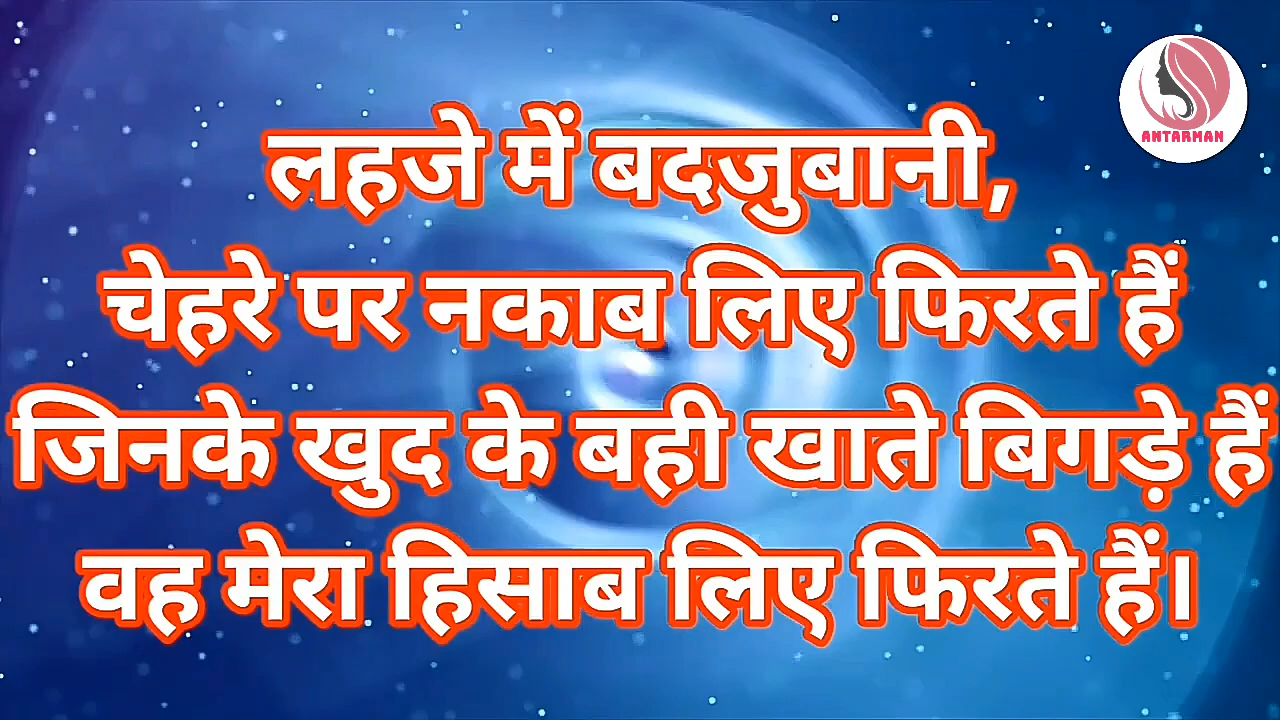 ANTARMAN
लहजे में बदजुबानी,
चेहरे पर नकाब लिए फिरते हैं
जिनके खुद के बही खाते बिगड़े हैं
वह मेरा हिसाब लिए फिरते हैं।